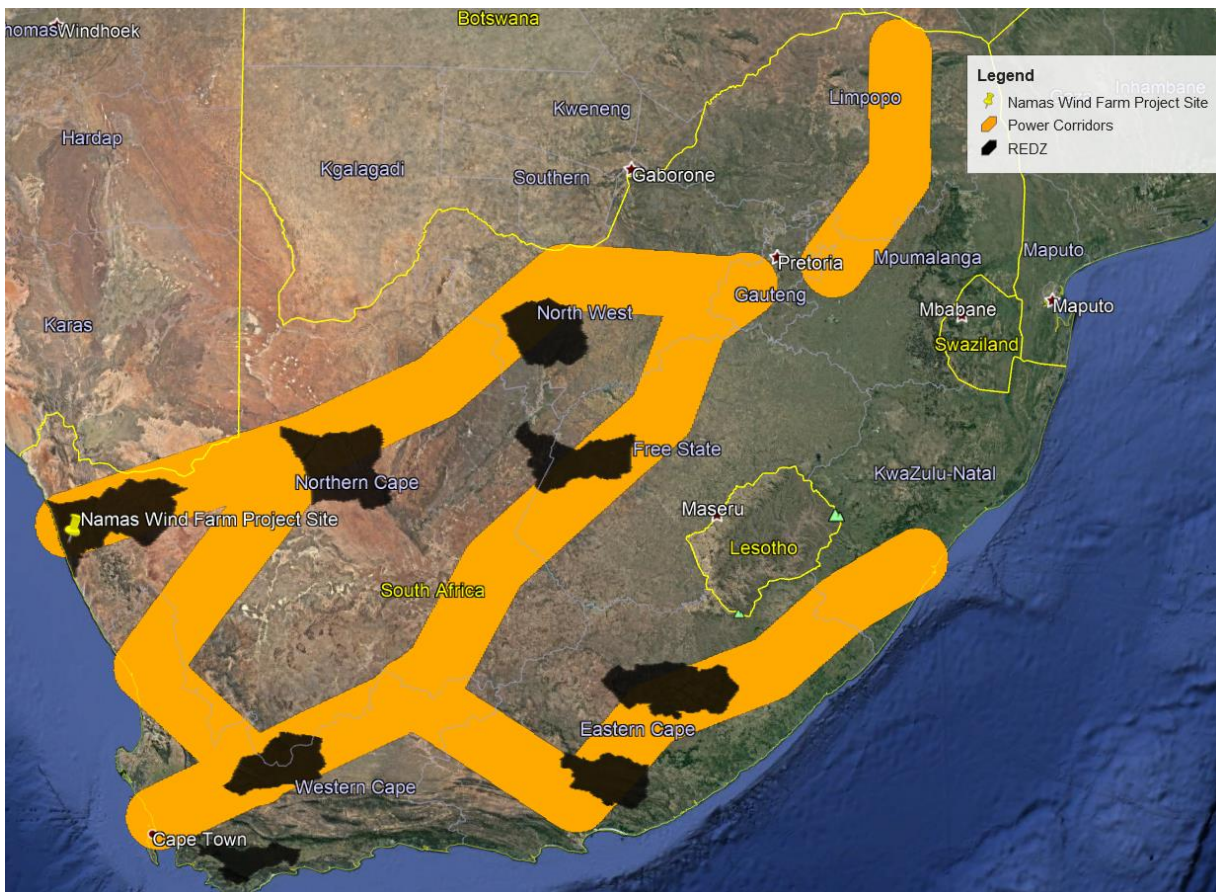 Botswana
homas Windhoek
Legend
Namas Wind Farm Project Site
Power Corridors
REDZ
Inhambane
Limpopo
Kweneng
Hardap
Kgalagadi
Southern
Gaborone
Pretoria
Mpumalanga
Maputo
Gauteng
Karas
North West
Mbabane
Maputo
Swaziland
Free State
Northern Cape
KwaZulu-Natal
Namas Wind Farm Project Site
Maseru
Lesotho
South Africa
Eastern Cape
Western Cape
Cape Town